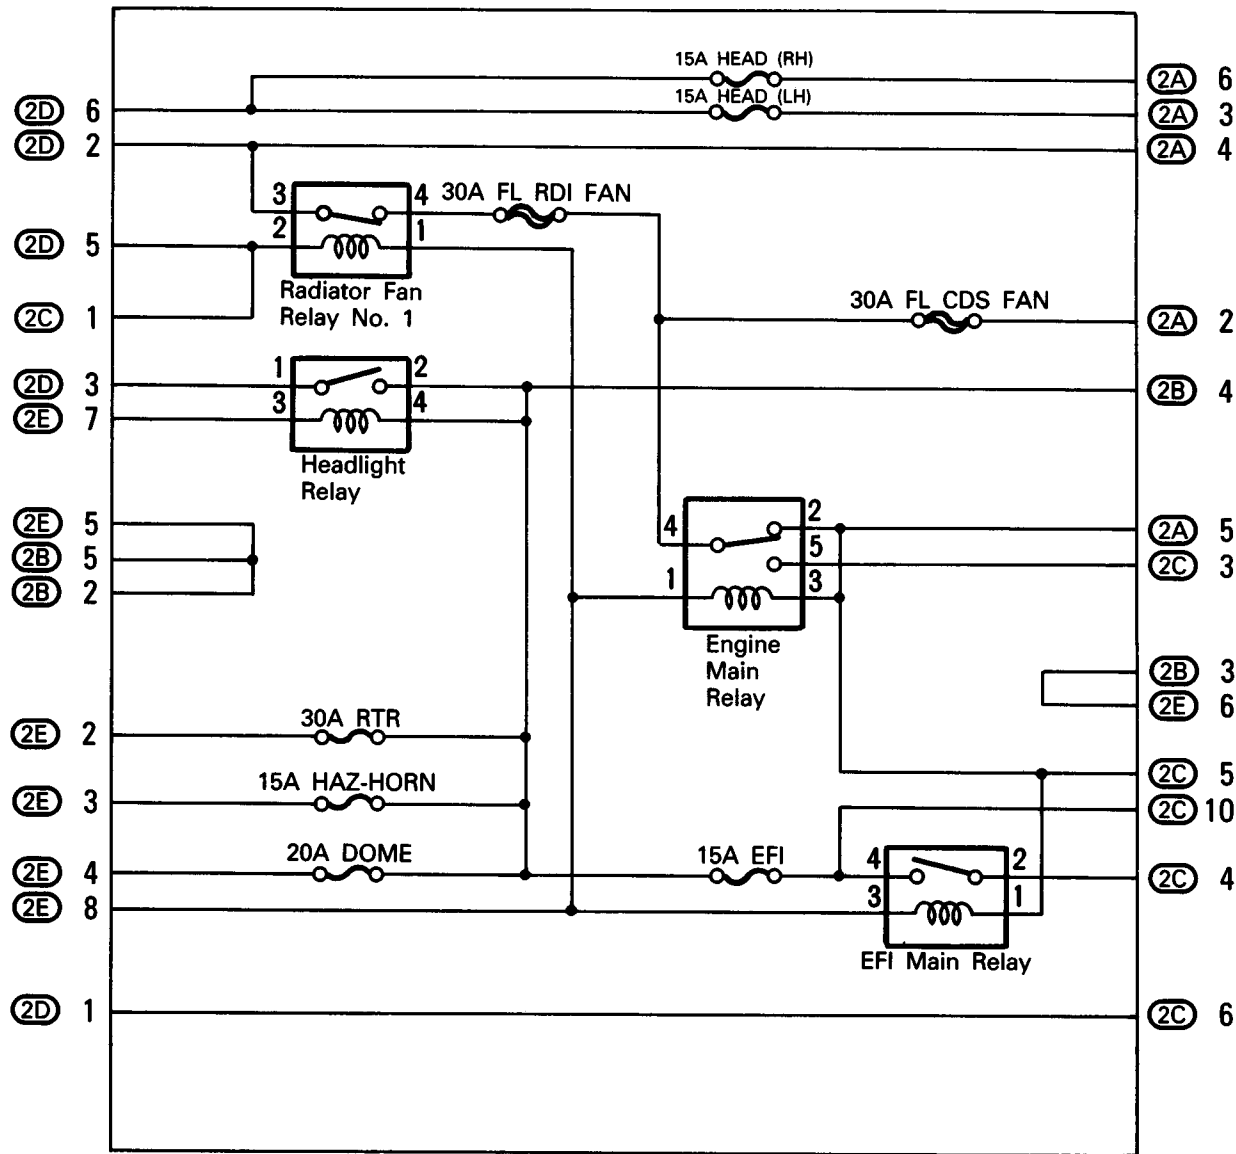 15A HEAD (RH)
2A 6
2D 6
15A HEAD (LH)
2A 3
2D 2
2A 4
3 4
30A FL RDI FAN
2D 5
2 1
Radiator Fan
Relay No. 1
2C 1
30A FL CDS FAN
2A 2
2D 3
1 2
2B 4
2E 7
3 4
Headlight
Relay
2E 5
2B 5
2B 2
4 2
2A 5
5
2C 3
1 3
Engine
Main
Relay
2B 3
2E 6
2E 2
30A RTR
2C 5
2E 3
15A HAZ-HORN
2C 10
2E 4
20A DOME
15A EFI
4 2
2C 4
2E 8
3 1
EFI Main Relay
2D 1
2C 6